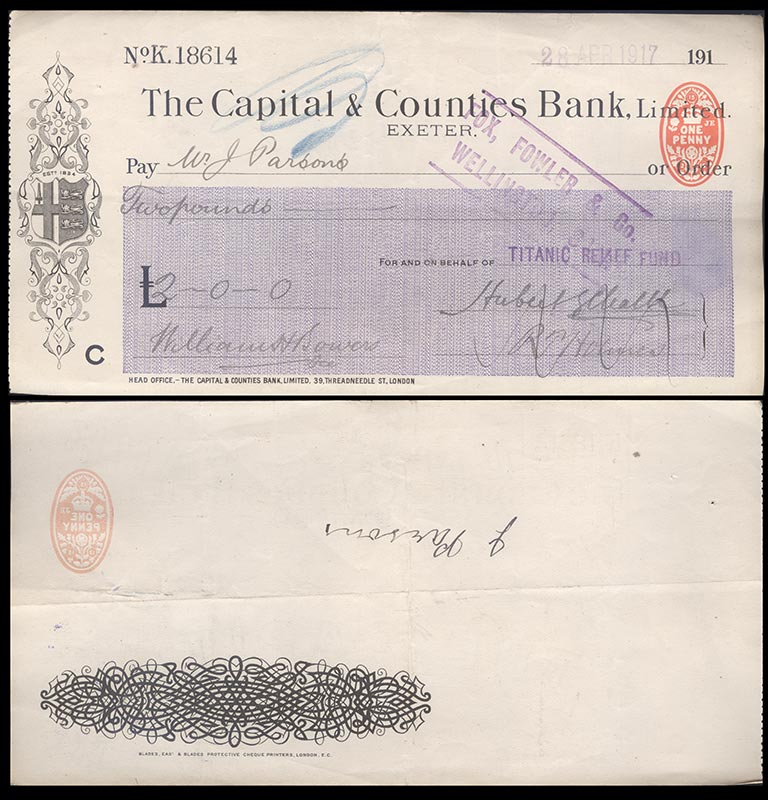 NoK.18614
28 APR 1917 191
The Capital & Counties Bank, Limited.
EXETER.
ONE
PENNY
Pay Mr J Parsons or Order
FOX, FOWLER & Co.
WELLINGTON,
ESTD 1834
Two pounds
FOR AND ON BEHALF OF TITANIC RELIEF FUND
£2-0-0
William H Bowers
C
HEAD OFFICE.- THE CAPITAL & COUNTIES BANK, LIMITED. 39, THREADNEEDLE ST, LONDON
ONE
PENNY
J Parsons
BLADES, EAST & BLADES PROTECTIVE CHEQUE PRINTERS, LONDON, E.C.